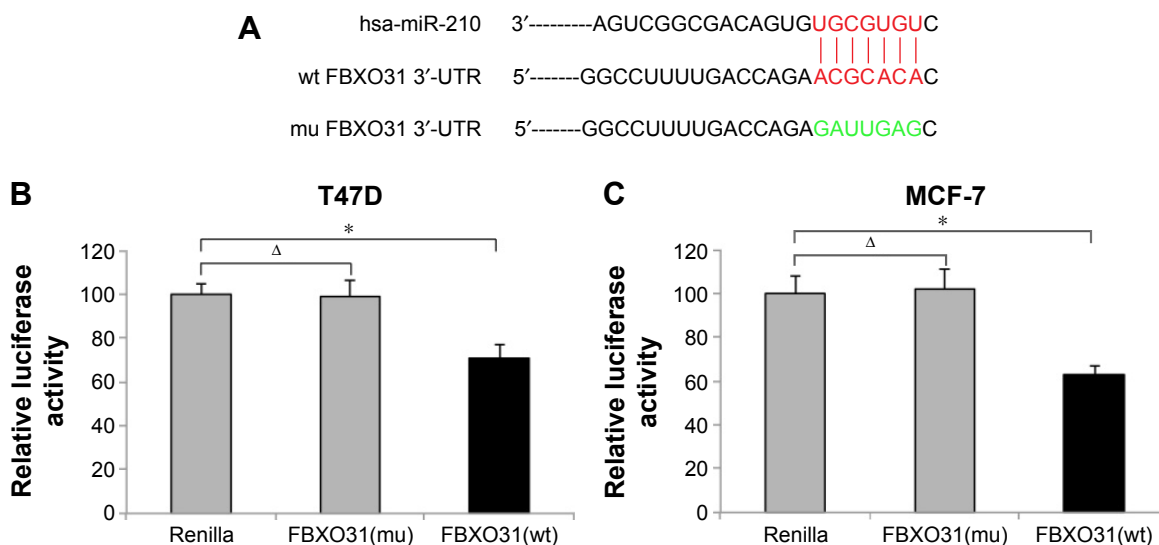 A
hsa-miR-210 3′---------AGUCGGCGACAGUGUGCGUGUC
wt FBXO31 3′-UTR 5′-------GGCCUUUUGACCAGAACGCACAC
mu FBXO31 3′-UTR 5′-------GGCCUUUUGACCAGAGAUUGAGC
B
T47D
Relative luciferase
activity
120
100
80
60
40
20
0
*
Δ
Renilla FBXO31(mu) FBXO31(wt)
C
MCF-7
Relative luciferase
activity
120
100
80
60
40
20
0
*
Δ
Renilla FBXO31(mu) FBXO31(wt)